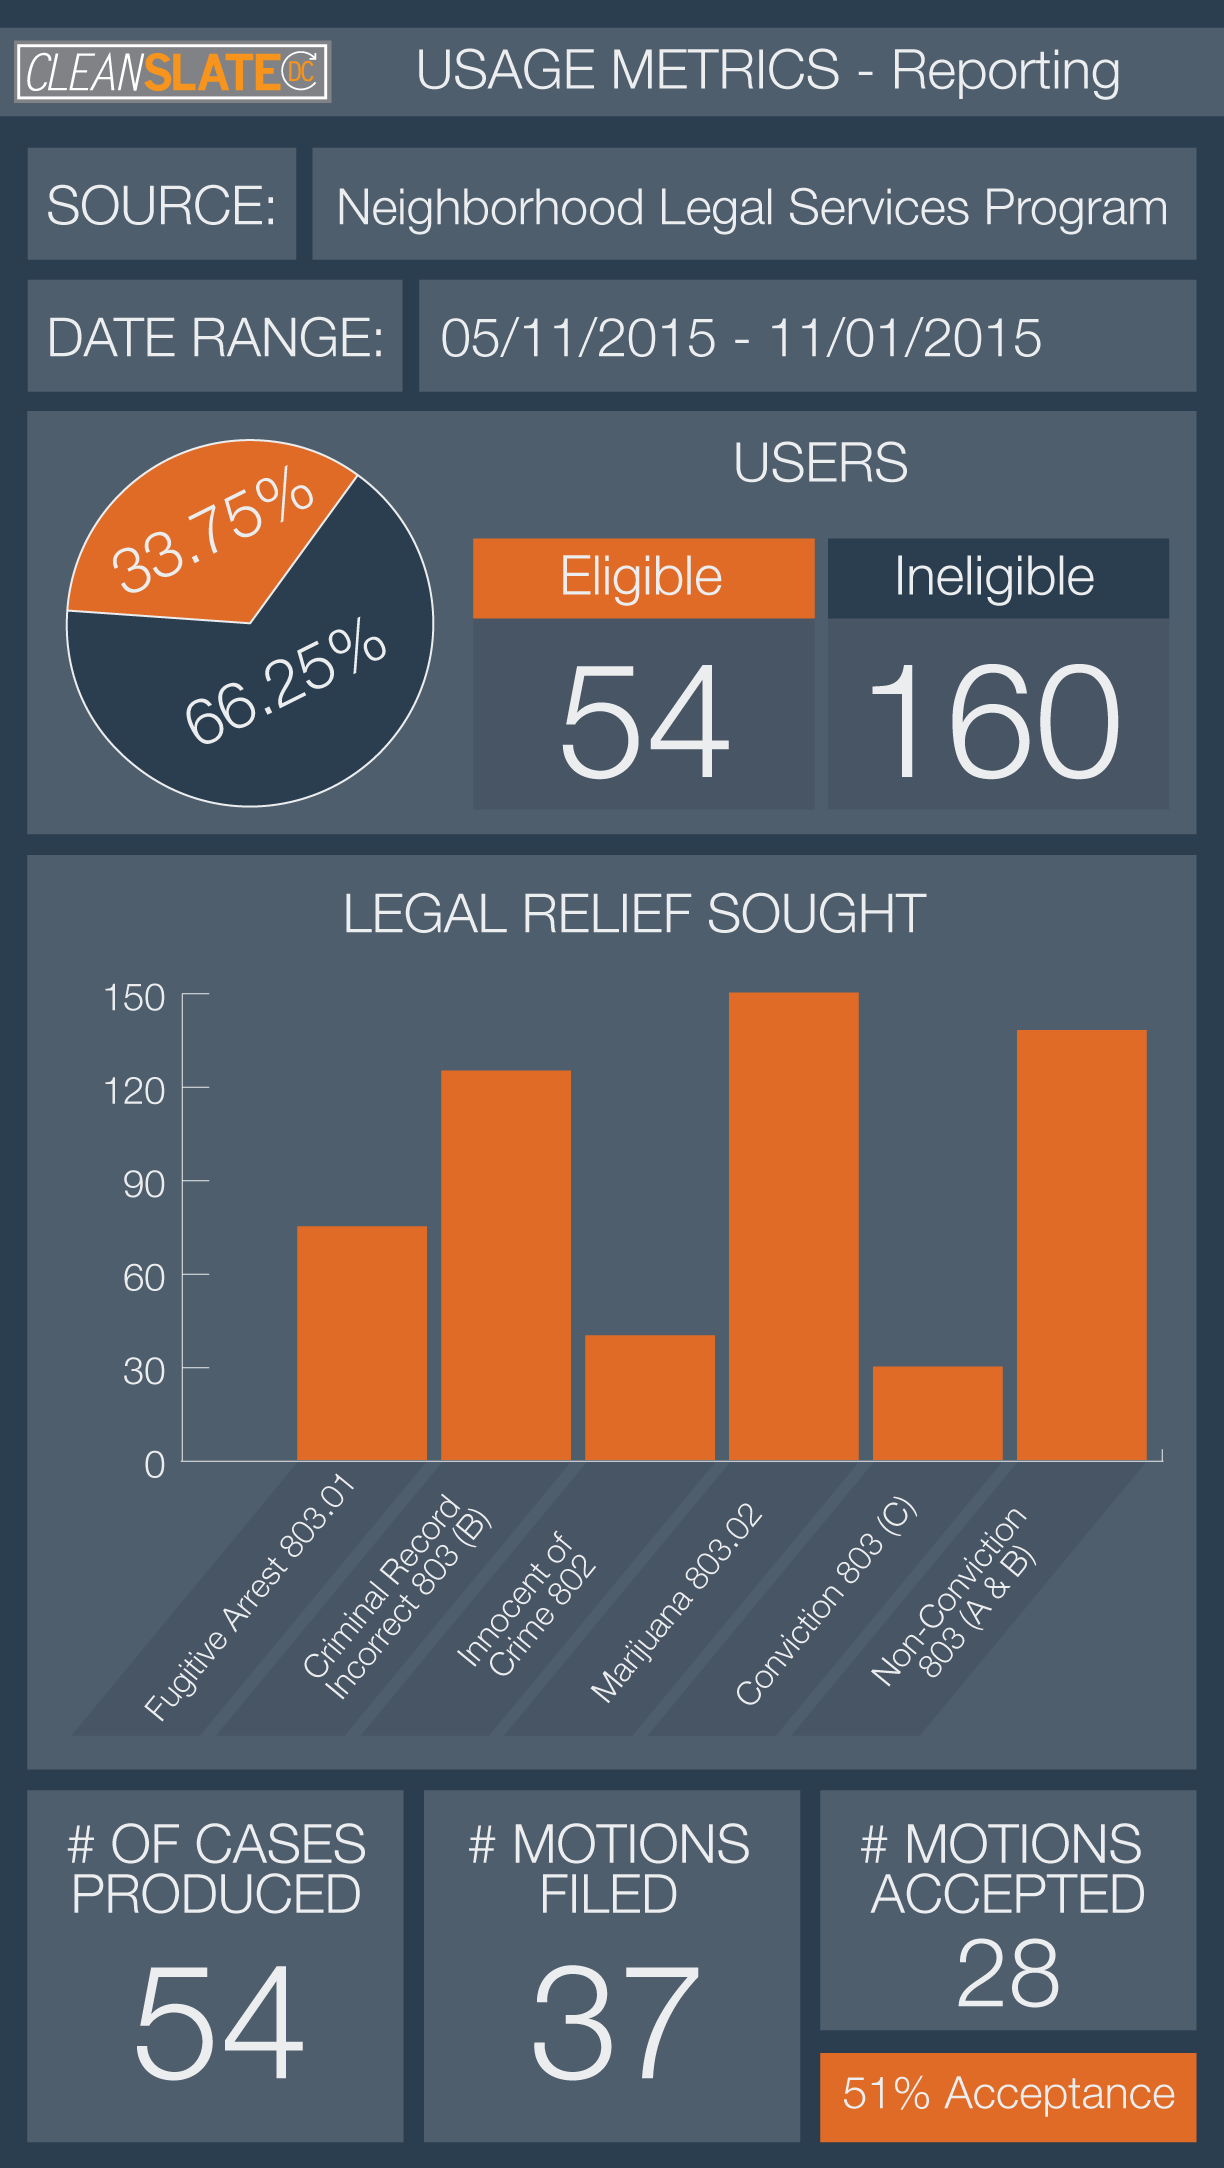 CLEANSLATE DC
USAGE METRICS - Reporting
SOURCE:
Neighborhood Legal Services Program
DATE RANGE:
05/11/2015 - 11/01/2015
33.75%
66.25%
USERS
Eligible
Ineligible
54
160
LEGAL RELIEF SOUGHT
150
120
90
60
30
0
Fugitive Arrest 803.01
Criminal Record
Incorrect 803 (B)
Innocent of
Crime 802
Marijuana 803.02
Conviction 803 (C)
Non-Conviction
803 (A & B)
# OF CASES
PRODUCED
54
# MOTIONS
FILED
37
# MOTIONS
ACCEPTED
28
51% Acceptance